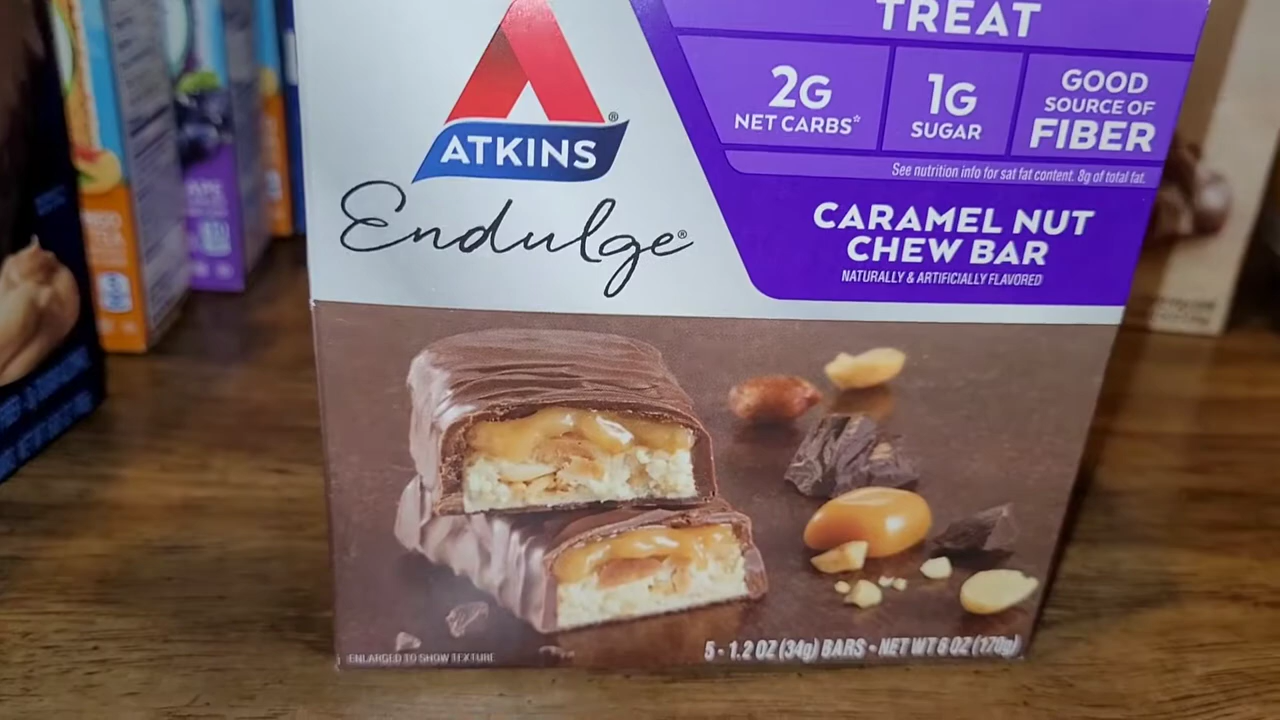 TREAT
2G
NET CARBS*
1G
SUGAR
GOOD
SOURCE OF
FIBER
See nutrition info for sat fat content. 8g of total fat.
ATKINS®
Endulge®
CARAMEL NUT
CHEW BAR
NATURALLY & ARTIFICIALLY FLAVORED
ENLARGED TO SHOW TEXTURE
5 - 1.2 OZ (34g) BARS • NET WT 6 OZ (170g)